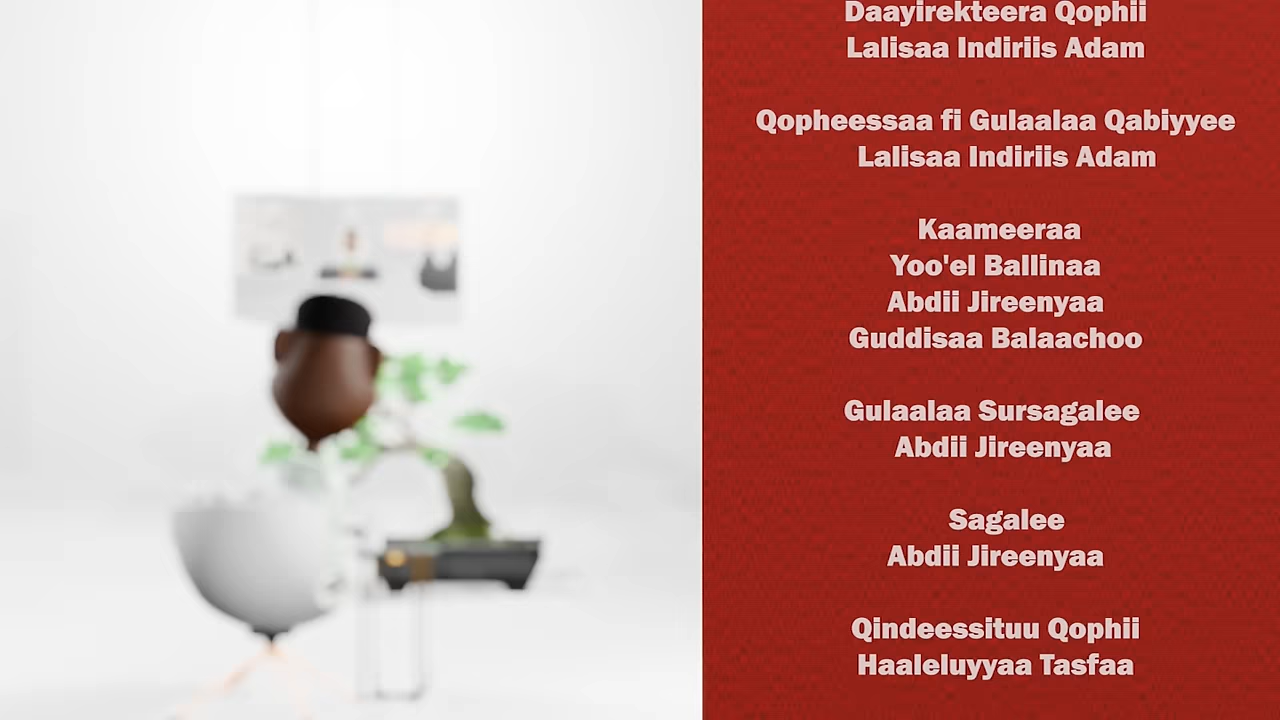 Daayirekteera Qophii
Lalisaa Indiriis Adam
Qopheessaa fi Gulaalaa Qabiyyee
Lalisaa Indiriis Adam
Kaameeraa
Yoo'el Ballinaa
Abdii Jireenyaa
Guddisaa Balaachoo
Gulaalaa Sursagalee
Abdii Jireenyaa
Sagalee
Abdii Jireenyaa
Qindeessituu Qophii
Haaleluyyaa Tasfaa